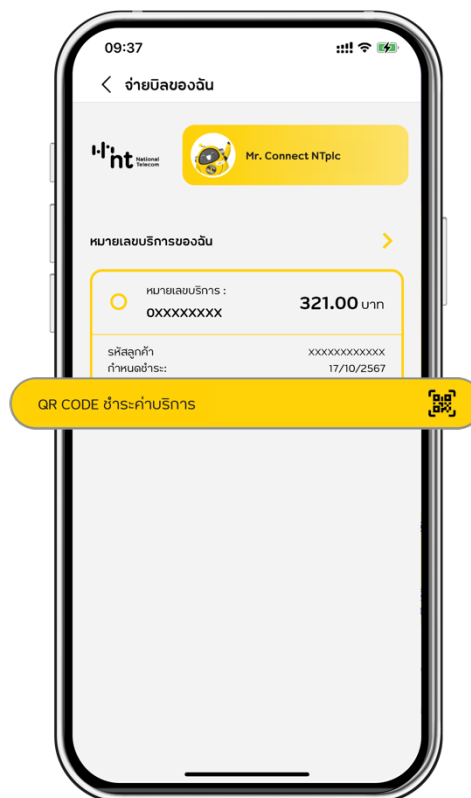 09:37
จ่ายบิลของฉัน
nt National Telecom
Mr. Connect NTplc
หมายเลขบริการของฉัน
หมายเลขบริการ :
0XXXXXXXX
321.00 บาท
รหัสลูกค้า xxxxxxxxxxxx
กำหนดชำระ: 17/10/2567
QR CODE ชำระค่าบริการ